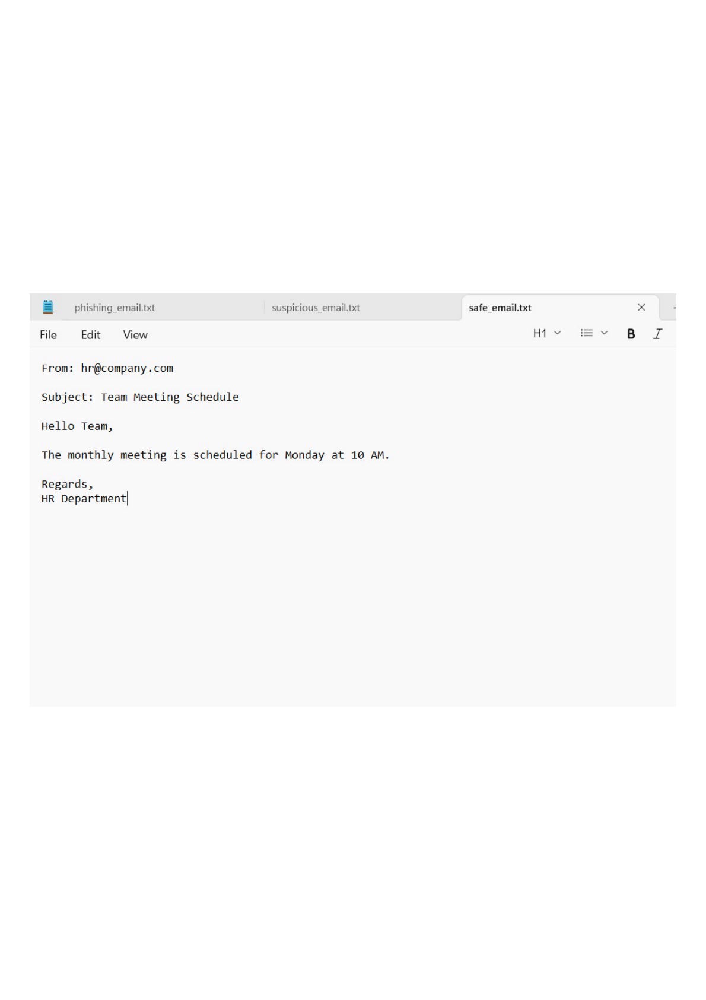 phishing_email.txt suspicious_email.txt safe_email.txt
File Edit View H1 B I
From: hr@company.com
Subject: Team Meeting Schedule
Hello Team,
The monthly meeting is scheduled for Monday at 10 AM.
Regards,
HR Department